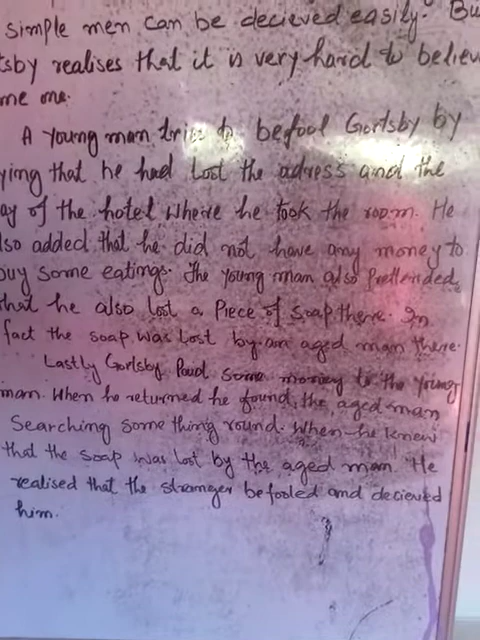 simple men can be decieved easily. Bu
tsby realises that it is very hard to believ
me one.
A young man tries to befool Gortsby by
ying that he had lost the adress and the
ay of the hotel where he took the room. He
lso added that he did not have any money to
buy some eatings. The young man also Prettended,
that he also lost a Piece of soap there. In
fact the soap was lost by an aged man there.
Lastly Gortsby Paid some money to the young
man. When he returned he found, the aged man
Searching some thing round. When he knew
that the soap was lost by the aged man. He
realised that the stranger befooled and decieved
him.